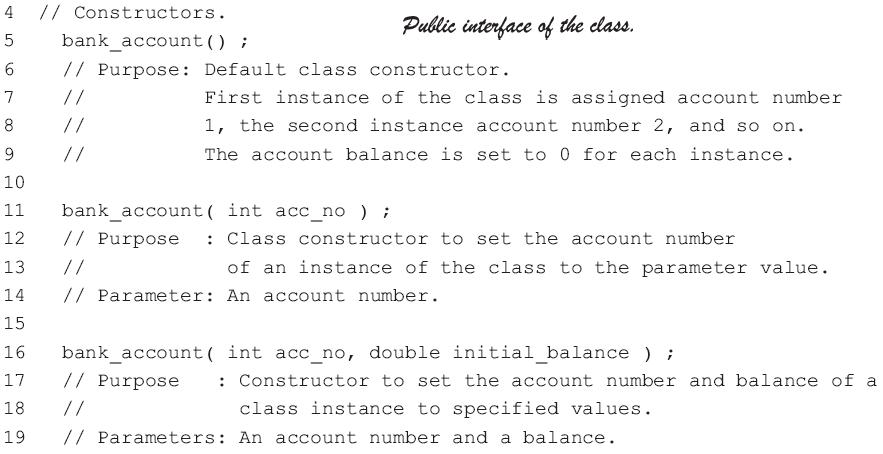 4 // Constructors.
Public interface of the class.
5 bank_account() ;
6 // Purpose: Default class constructor.
7 // First instance of the class is assigned account number
8 // 1, the second instance account number 2, and so on.
9 // The account balance is set to 0 for each instance.
10
11 bank_account( int acc_no ) ;
12 // Purpose : Class constructor to set the account number
13 // of an instance of the class to the parameter value.
14 // Parameter: An account number.
15
16 bank_account( int acc_no, double initial_balance ) ;
17 // Purpose : Constructor to set the account number and balance of a
18 // class instance to specified values.
19 // Parameters: An account number and a balance.